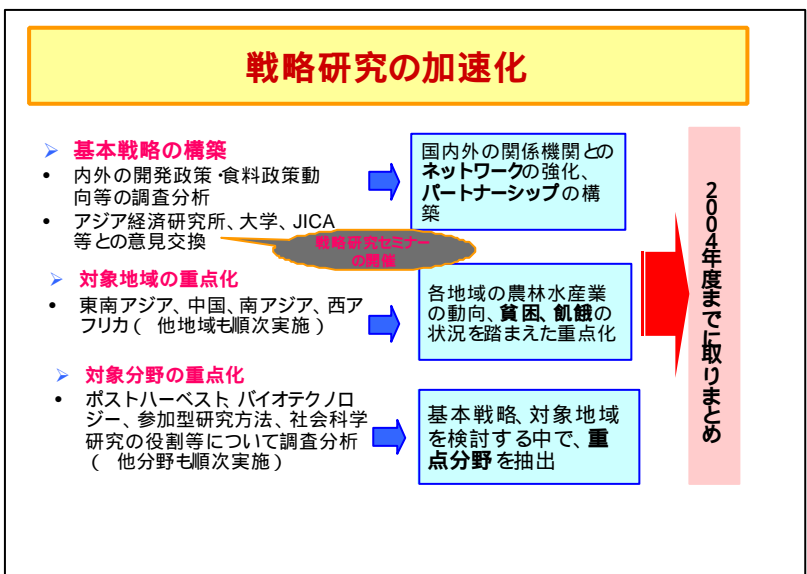 戦略研究の加速化
➢ 基本戦略の構築
• 内外の開発政策・食料政策動
向等の調査分析
• アジア経済研究所、大学、JICA
等との意見交換
戦略研究セミナー
の開催
国内外の関係機関との
ネットワークの強化、
パートナーシップの構
築
➢ 対象地域の重点化
• 東南アジア、中国、南アジア、西ア
フリカ( 他地域も順次実施)
各地域の農林水産業
の動向、貧困、飢餓の
状況を踏まえた重点化
➢ 対象分野の重点化
• ポストハーベスト、バイオテクノロ
ジー、参加型研究方法、社会科学
研究の役割等について調査分析
( 他分野も順次実施)
基本戦略、対象地域
を検討する中で、重
点分野を抽出
2004年度までに取りまとめ